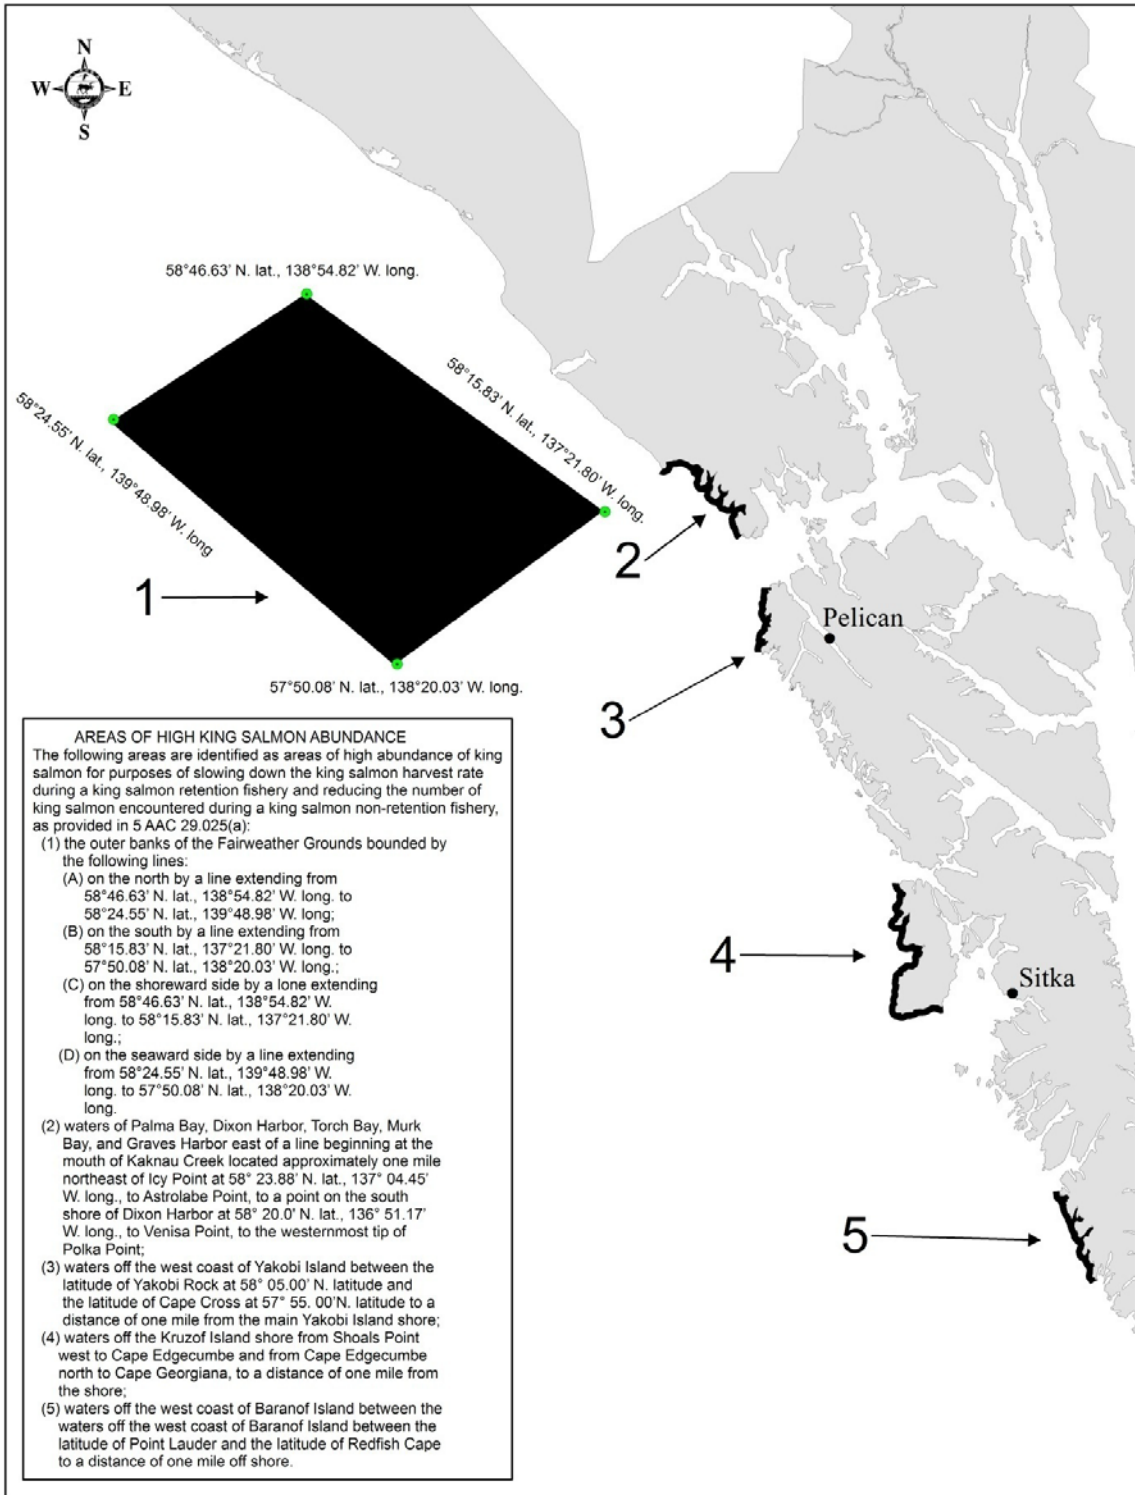 N
W E
S
58°46.63' N. lat., 138°54.82' W. long.
58°15.83' N. lat., 137°21.80' W. long.
58°24.55' N. lat., 139°48.98' W. long
2
1
Pelican
57°50.08' N. lat., 138°20.03' W. long.
3
AREAS OF HIGH KING SALMON ABUNDANCE
The following areas are identified as areas of high abundance of king
salmon for purposes of slowing down the king salmon harvest rate
during a king salmon retention fishery and reducing the number of
king salmon encountered during a king salmon non-retention fishery,
as provided in 5 AAC 29.025(a):
(1) the outer banks of the Fairweather Grounds bounded by
the following lines:
(A) on the north by a line extending from
58°46.63' N. lat., 138°54.82' W. long. to
58°24.55' N. lat., 139°48.98' W. long;
(B) on the south by a line extending from
58°15.83' N. lat., 137°21.80' W. long. to
57°50.08' N. lat., 138°20.03' W. long.;
(C) on the shoreward side by a lone extending
from 58°46.63' N. lat., 138°54.82' W.
long. to 58°15.83' N. lat., 137°21.80' W.
long.;
(D) on the seaward side by a line extending
from 58°24.55' N. lat., 139°48.98' W.
long. to 57°50.08' N. lat., 138°20.03' W.
long.
(2) waters of Palma Bay, Dixon Harbor, Torch Bay, Murk
Bay, and Graves Harbor east of a line beginning at the
mouth of Kaknau Creek located approximately one mile
northeast of Icy Point at 58° 23.88' N. lat., 137° 04.45'
W. long., to Astrolabe Point, to a point on the south
shore of Dixon Harbor at 58° 20.0' N. lat., 136° 51.17'
W. long., to Venisa Point, to the westernmost tip of
Polka Point;
(3) waters off the west coast of Yakobi Island between the
latitude of Yakobi Rock at 58° 05.00' N. latitude and
the latitude of Cape Cross at 57° 55. 00'N. latitude to a
distance of one mile from the main Yakobi Island shore;
(4) waters off the Kruzof Island shore from Shoals Point
west to Cape Edgecumbe and from Cape Edgecumbe
north to Cape Georgiana, to a distance of one mile from
the shore;
(5) waters off the west coast of Baranof Island between the
waters off the west coast of Baranof Island between the
latitude of Point Lauder and the latitude of Redfish Cape
to a distance of one mile off shore.
4
Sitka
5